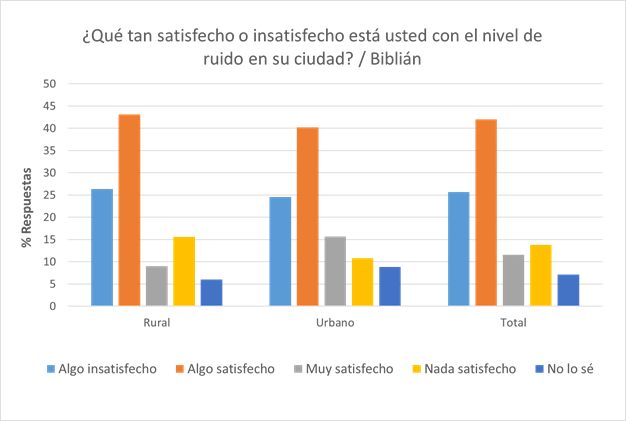 ¿Qué tan satisfecho o insatisfecho está usted con el nivel de
ruido en su ciudad? / Biblián
50
45
40
35
30
25
20
15
10
5
0
% Respuestas
Rural Urbano Total
Algo insatisfecho Algo satisfecho Muy satisfecho Nada satisfecho No lo sé